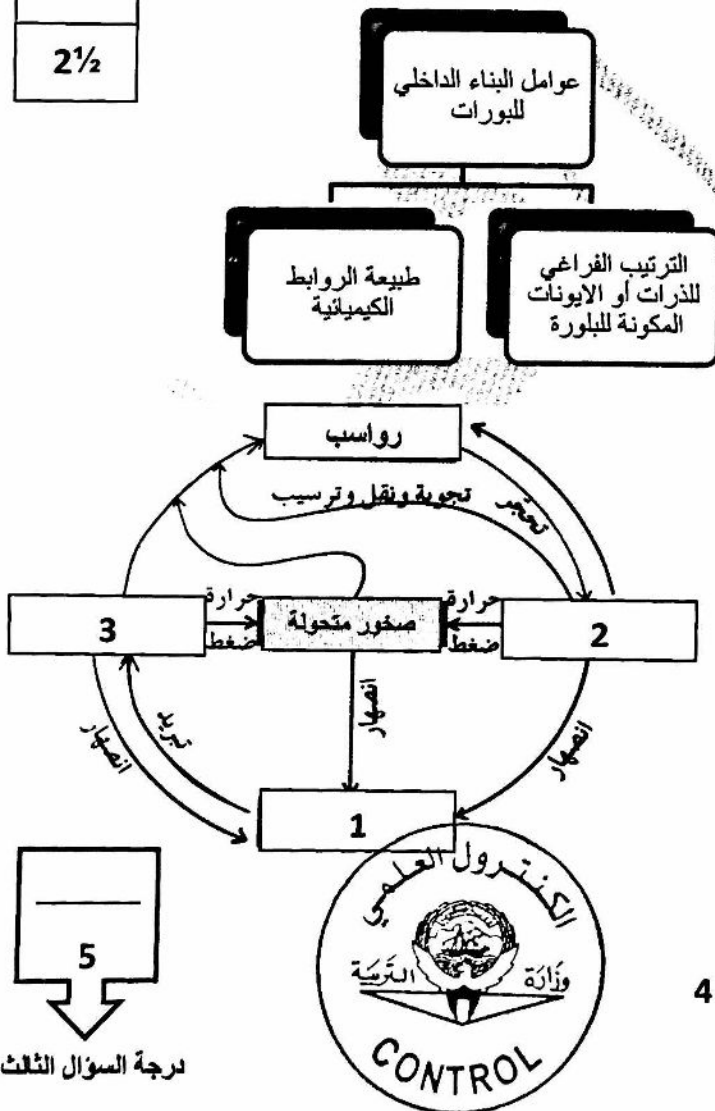 2½
عوامل البناء الداخلي
للبورات
الترتيب الفراغي
للذرات أو الايونات
المكونة للبلورة
طبيعة الروابط
الكيميائية
رواسب
تجوية ونقل وترسيب
تحجر
2
حرارة
ضغط
صخور متحولة
حرارة
ضغط
3
انصهار
انصهار
تبريد
انصهار
1
الكنترول العلمي
وزارة التربية
CONTROL
5
درجة السؤال الثالث
4